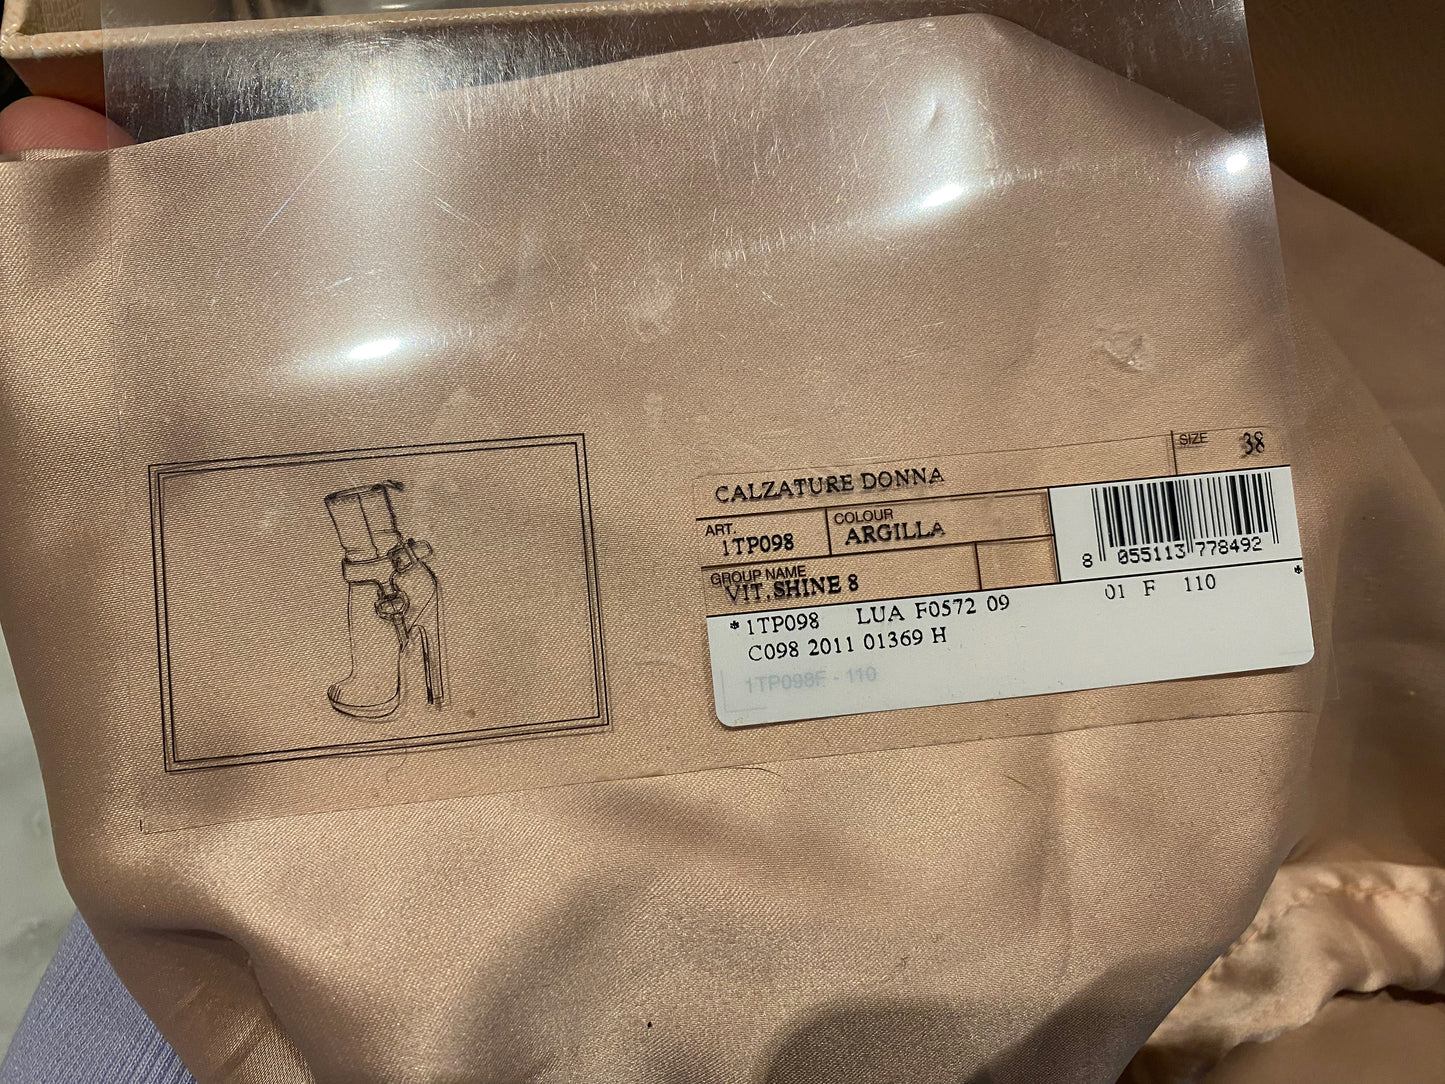 SIZE 38
CALZATURE DONNA
ART. 1TP098
COLOUR ARGILLA
GROUP NAME
VIT.SHINE 8
8 055113 778492
*1TP098 LUA F0572 09 01 F 110 *
C098 2011 01369 H
1TP098F - 110